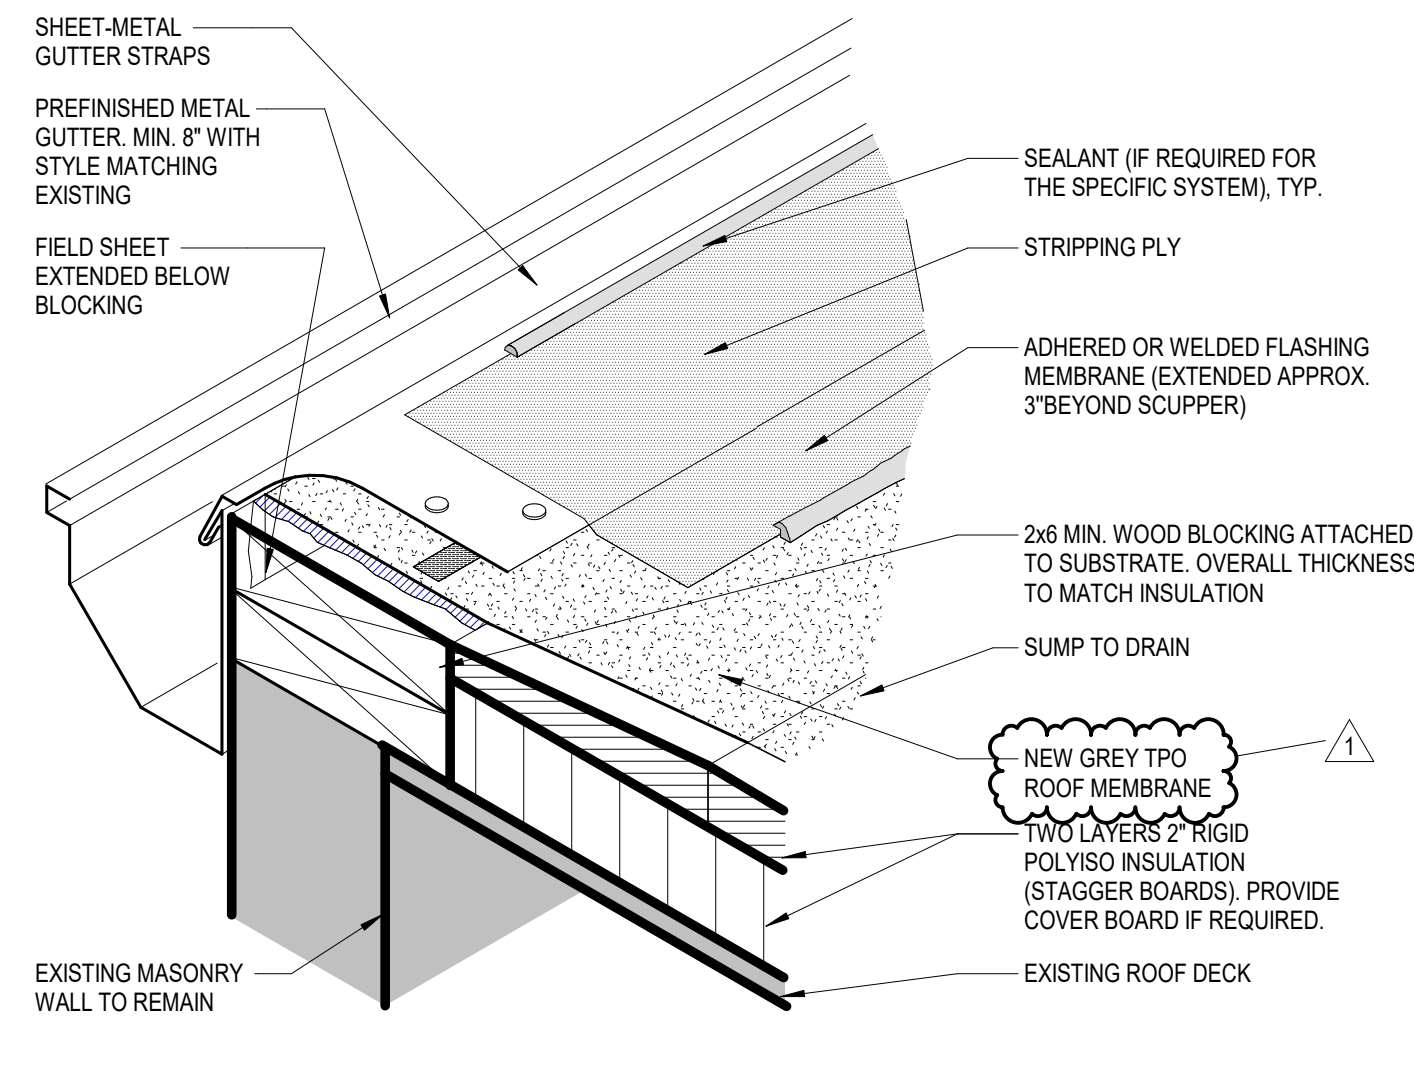 SHEET-METAL
GUTTER STRAPS
PREFINISHED METAL
GUTTER. MIN. 8" WITH
STYLE MATCHING
EXISTING
FIELD SHEET
EXTENDED BELOW
BLOCKING
EXISTING MASONRY
WALL TO REMAIN
SEALANT (IF REQUIRED FOR
THE SPECIFIC SYSTEM), TYP.
STRIPPING PLY
ADHERED OR WELDED FLASHING
MEMBRANE (EXTENDED APPROX.
3"BEYOND SCUPPER)
2x6 MIN. WOOD BLOCKING ATTACHED
TO SUBSTRATE. OVERALL THICKNESS
TO MATCH INSULATION
SUMP TO DRAIN
NEW GREY TPO
ROOF MEMBRANE
1
TWO LAYERS 2" RIGID
POLYISO INSULATION
(STAGGER BOARDS). PROVIDE
COVER BOARD IF REQUIRED.
EXISTING ROOF DECK